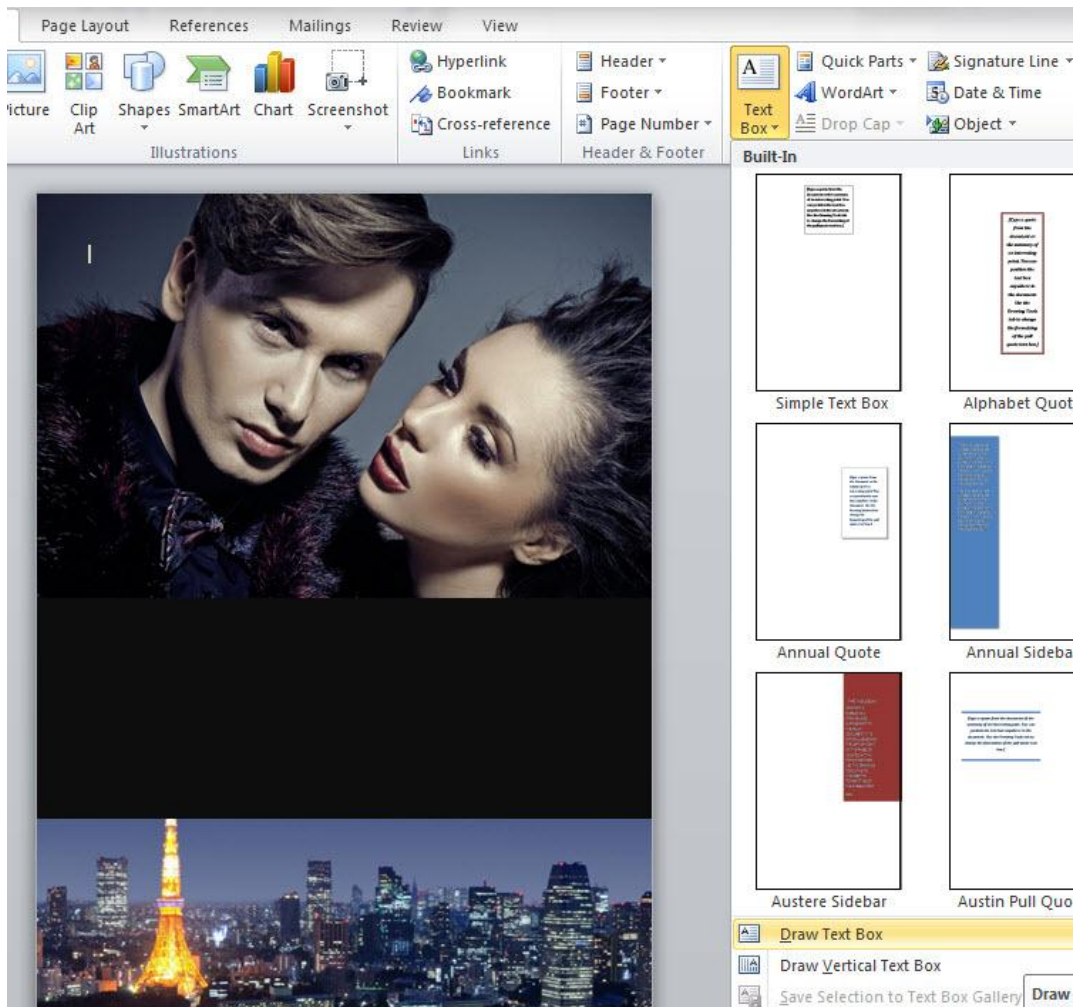 Page Layout References Mailings Review View
Picture Clip Art Shapes SmartArt Chart Screenshot
Hyperlink
Bookmark
Cross-reference
Header
Footer
Page Number
A
Text Box
Quick Parts
WordArt
Drop Cap
Signature Line
Date & Time
Object
Illustrations Links Header & Footer
Built-In
Simple Text Box Alphabet Quot
Annual Quote Annual Sideba
Austere Sidebar Austin Pull Quo
Draw Text Box
Draw Vertical Text Box
Save Selection to Text Box Gallery Draw